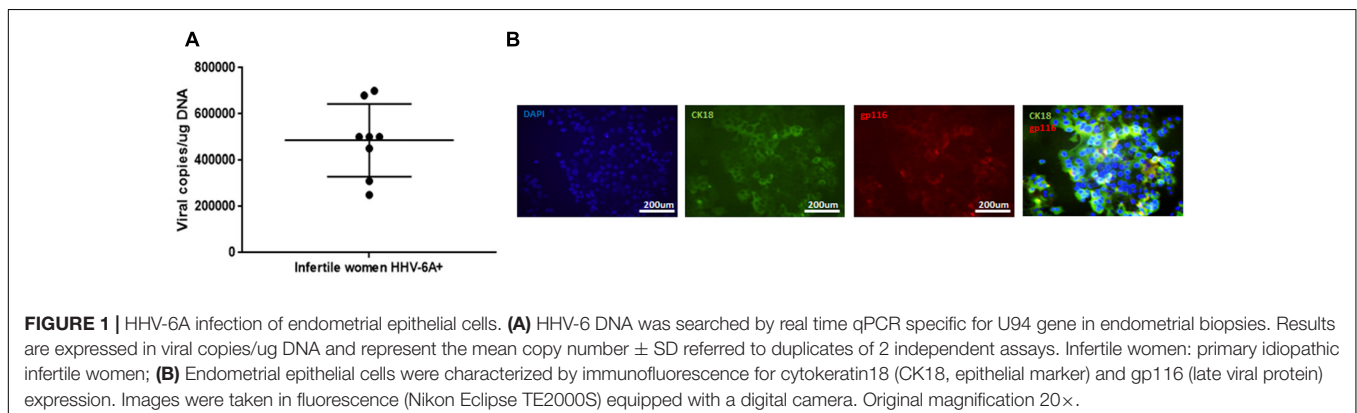 A
B
800000
600000
400000
200000
0
Viral copies/ug DNA
Infertile women HHV-6A+
DAPI
200um
CK18
200um
gp116
200um
CK18
gp116
FIGURE 1 | HHV-6A infection of endometrial epithelial cells. (A) HHV-6 DNA was searched by real time qPCR specific for U94 gene in endometrial biopsies. Results
are expressed in viral copies/ug DNA and represent the mean copy number ± SD referred to duplicates of 2 independent assays. Infertile women: primary idiopathic
infertile women; (B) Endometrial epithelial cells were characterized by immunofluorescence for cytokeratin18 (CK18, epithelial marker) and gp116 (late viral protein)
expression. Images were taken in fluorescence (Nikon Eclipse TE2000S) equipped with a digital camera. Original magnification 20×.